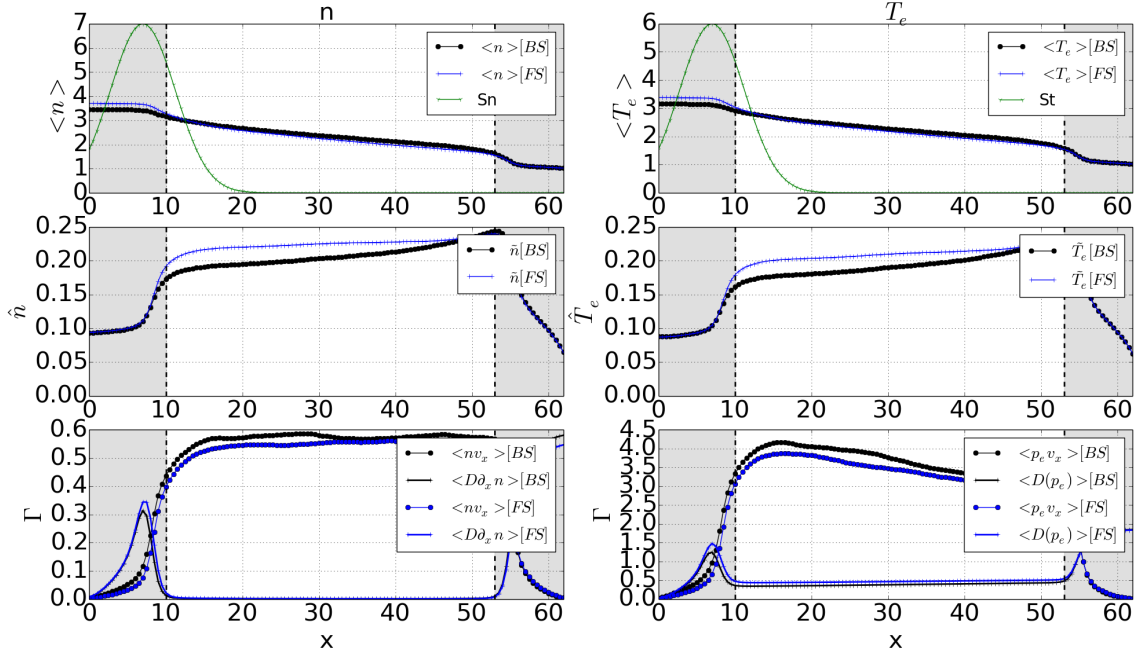 n
7
6
5
4
3
2
1
0
<n>
<n>[BS]
<n>[FS]
Sn
0 10 20 30 40 50 60
T_e
6
5
4
3
2
1
0
<T_e>
<T_e>[BS]
<T_e>[FS]
St
0 10 20 30 40 50 60
0.25
0.20
0.15
0.10
0.05
0.00
n̂
ñ[BS]
ñ[FS]
0 10 20 30 40 50 60
0.25
0.20
0.15
0.10
0.05
0.00
T̂_e
T̃_e[BS]
T̃_e[FS]
0 10 20 30 40 50 60
0.6
0.5
0.4
0.3
0.2
0.1
0.0
Γ
<nv_x>[BS]
<D∂_x n>[BS]
<nv_x>[FS]
<D∂_x n>[FS]
0 10 20 30 40 50 60
x
4.5
4.0
3.5
3.0
2.5
2.0
1.5
1.0
0.5
0.0
Γ
<p_e v_x>[BS]
<D(p_e)>[BS]
<p_e v_x>[FS]
<D(p_e)>[FS]
0 10 20 30 40 50 60
x